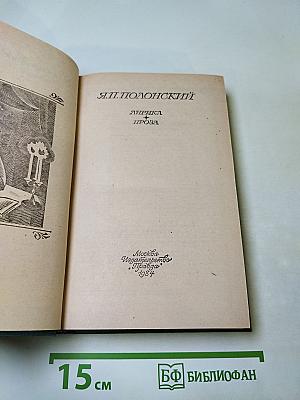 Я.П.ПОЛОНСКИЙ
ЛИРИКА
ПРОЗА
Москва
Издательство
„Правда"
1984
15 см
БФ БИБЛИОФАН